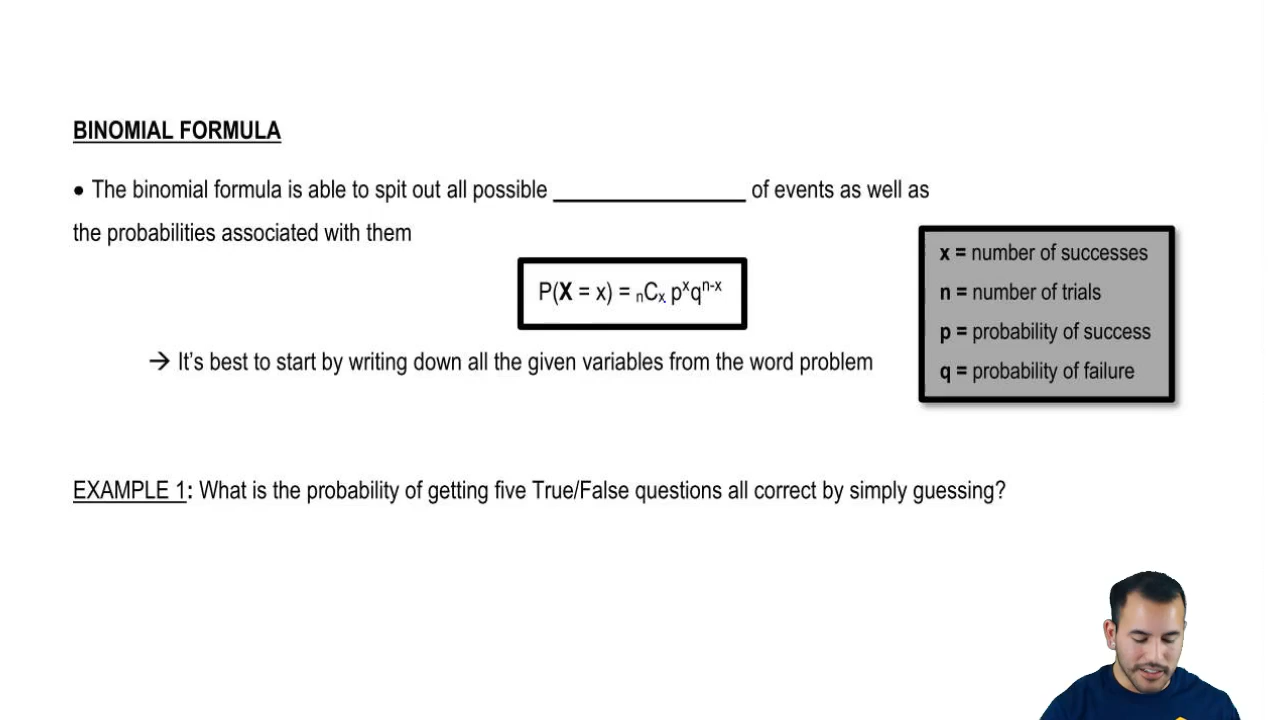 BINOMIAL FORMULA
• The binomial formula is able to spit out all possible ________________ of events as well as
the probabilities associated with them
P(X = x) = ₙCₓ pˣqⁿ⁻ˣ
x = number of successes
n = number of trials
p = probability of success
q = probability of failure
→ It’s best to start by writing down all the given variables from the word problem
EXAMPLE 1: What is the probability of getting five True/False questions all correct by simply guessing?